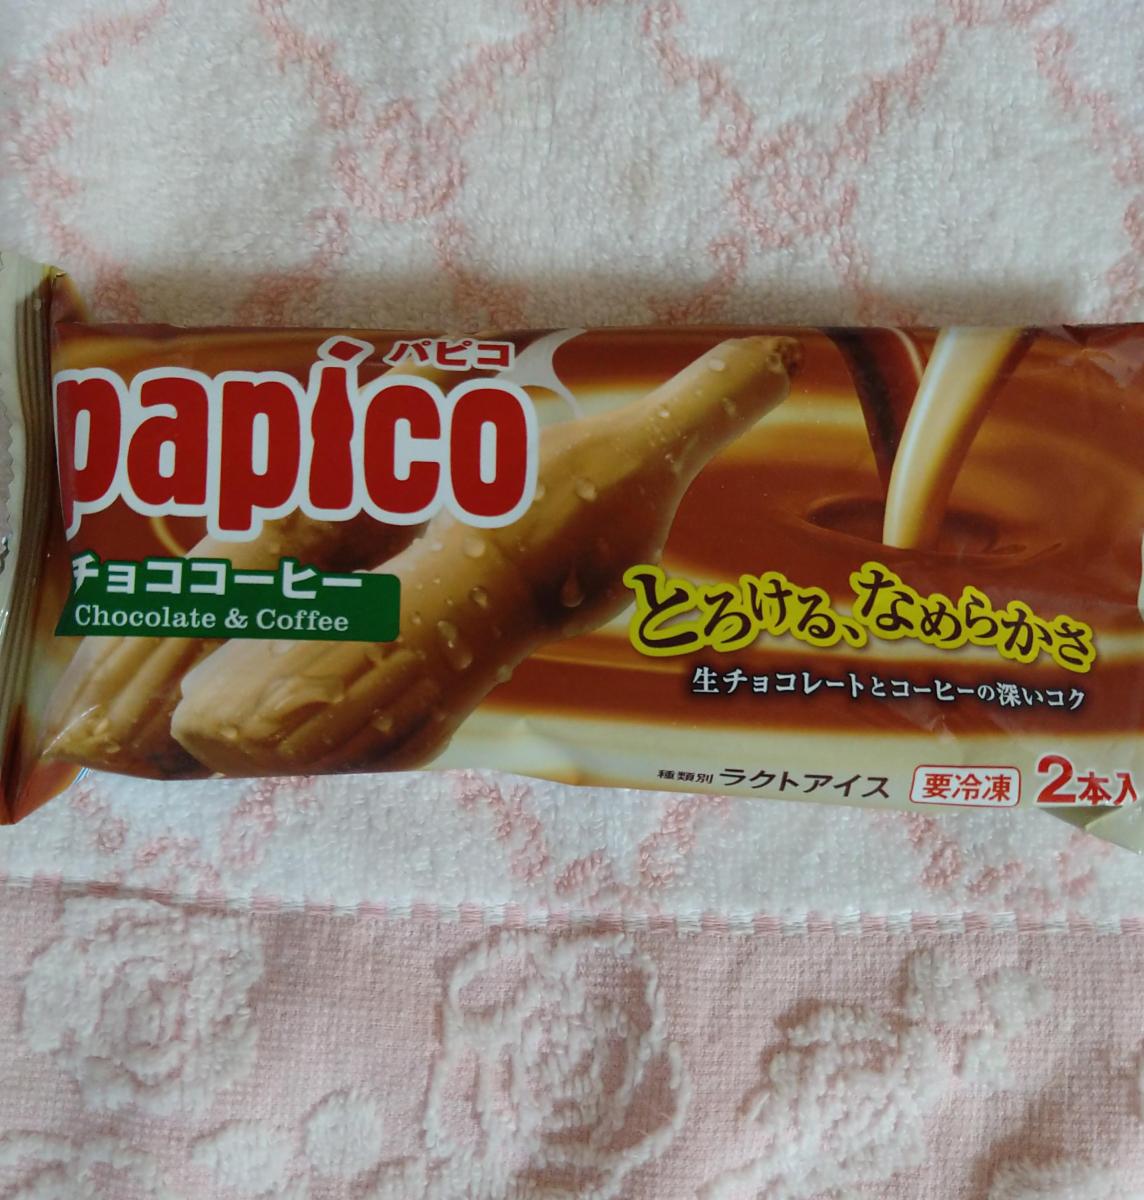 パピコ
papico
チョココーヒー
Chocolate & Coffee
とろける、なめらかさ
生チョコレートとコーヒーの深いコク
種類別 ラクトアイス 要冷凍 2本入